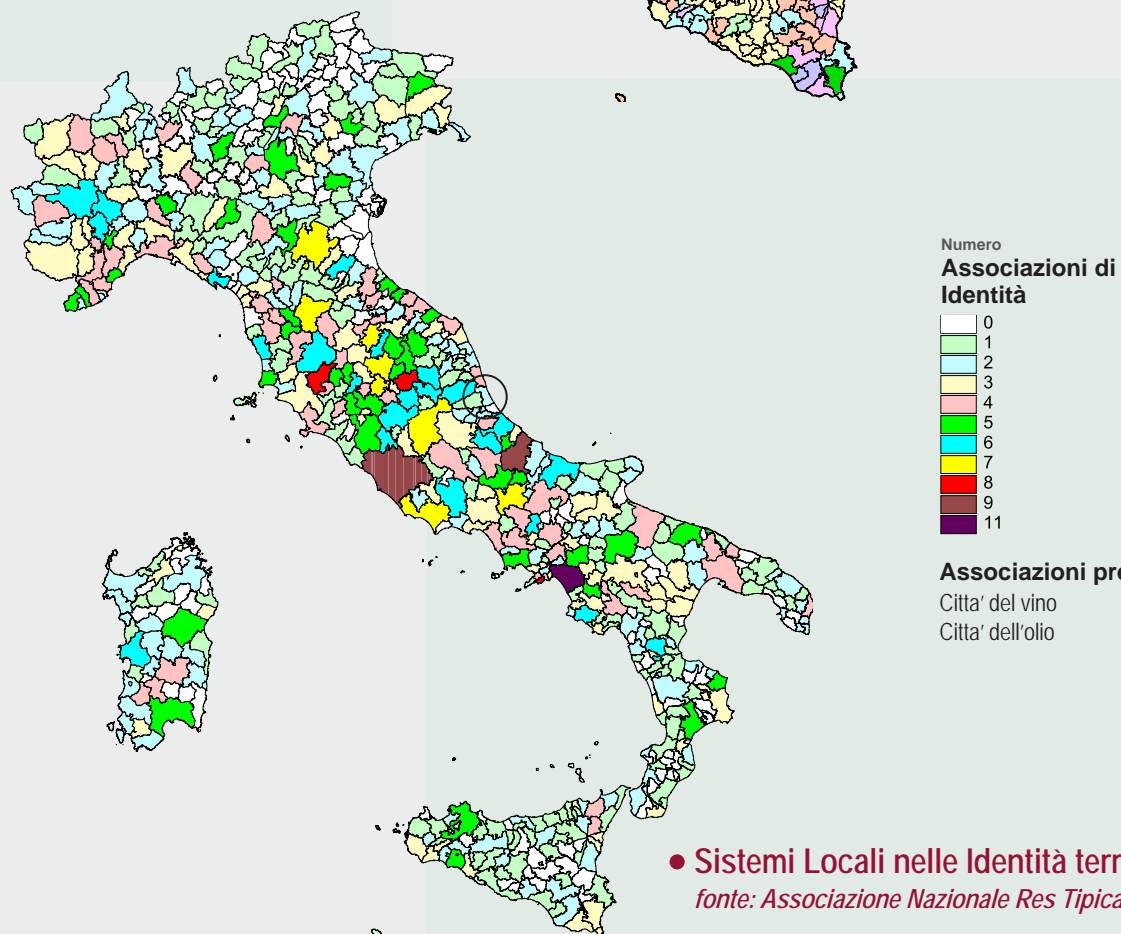 Numero
Associazioni di
Identità
0
1
2
3
4
5
6
7
8
9
11
Associazioni pre
Citta' del vino
Citta' dell'olio
• Sistemi Locali nelle Identità terr
fonte: Associazione Nazionale Res Tipica